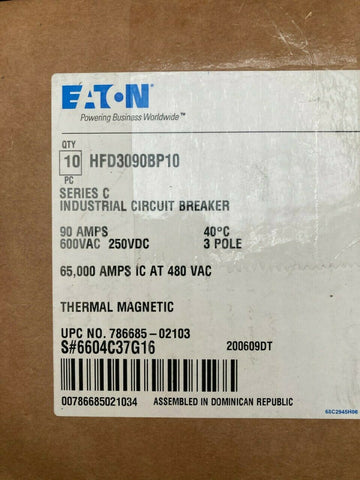 EATON
Powering Business Worldwide™
QTY
10 HFD3090BP10
PC
SERIES C
INDUSTRIAL CIRCUIT BREAKER
90 AMPS 40°C
600VAC 250VDC 3 POLE
65,000 AMPS IC AT 480 VAC
THERMAL MAGNETIC
UPC NO. 786685-02103
S#6604C37G16 200609DT
00786685021034 ASSEMBLED IN DOMINICAN REPUBLIC
68C2945H06